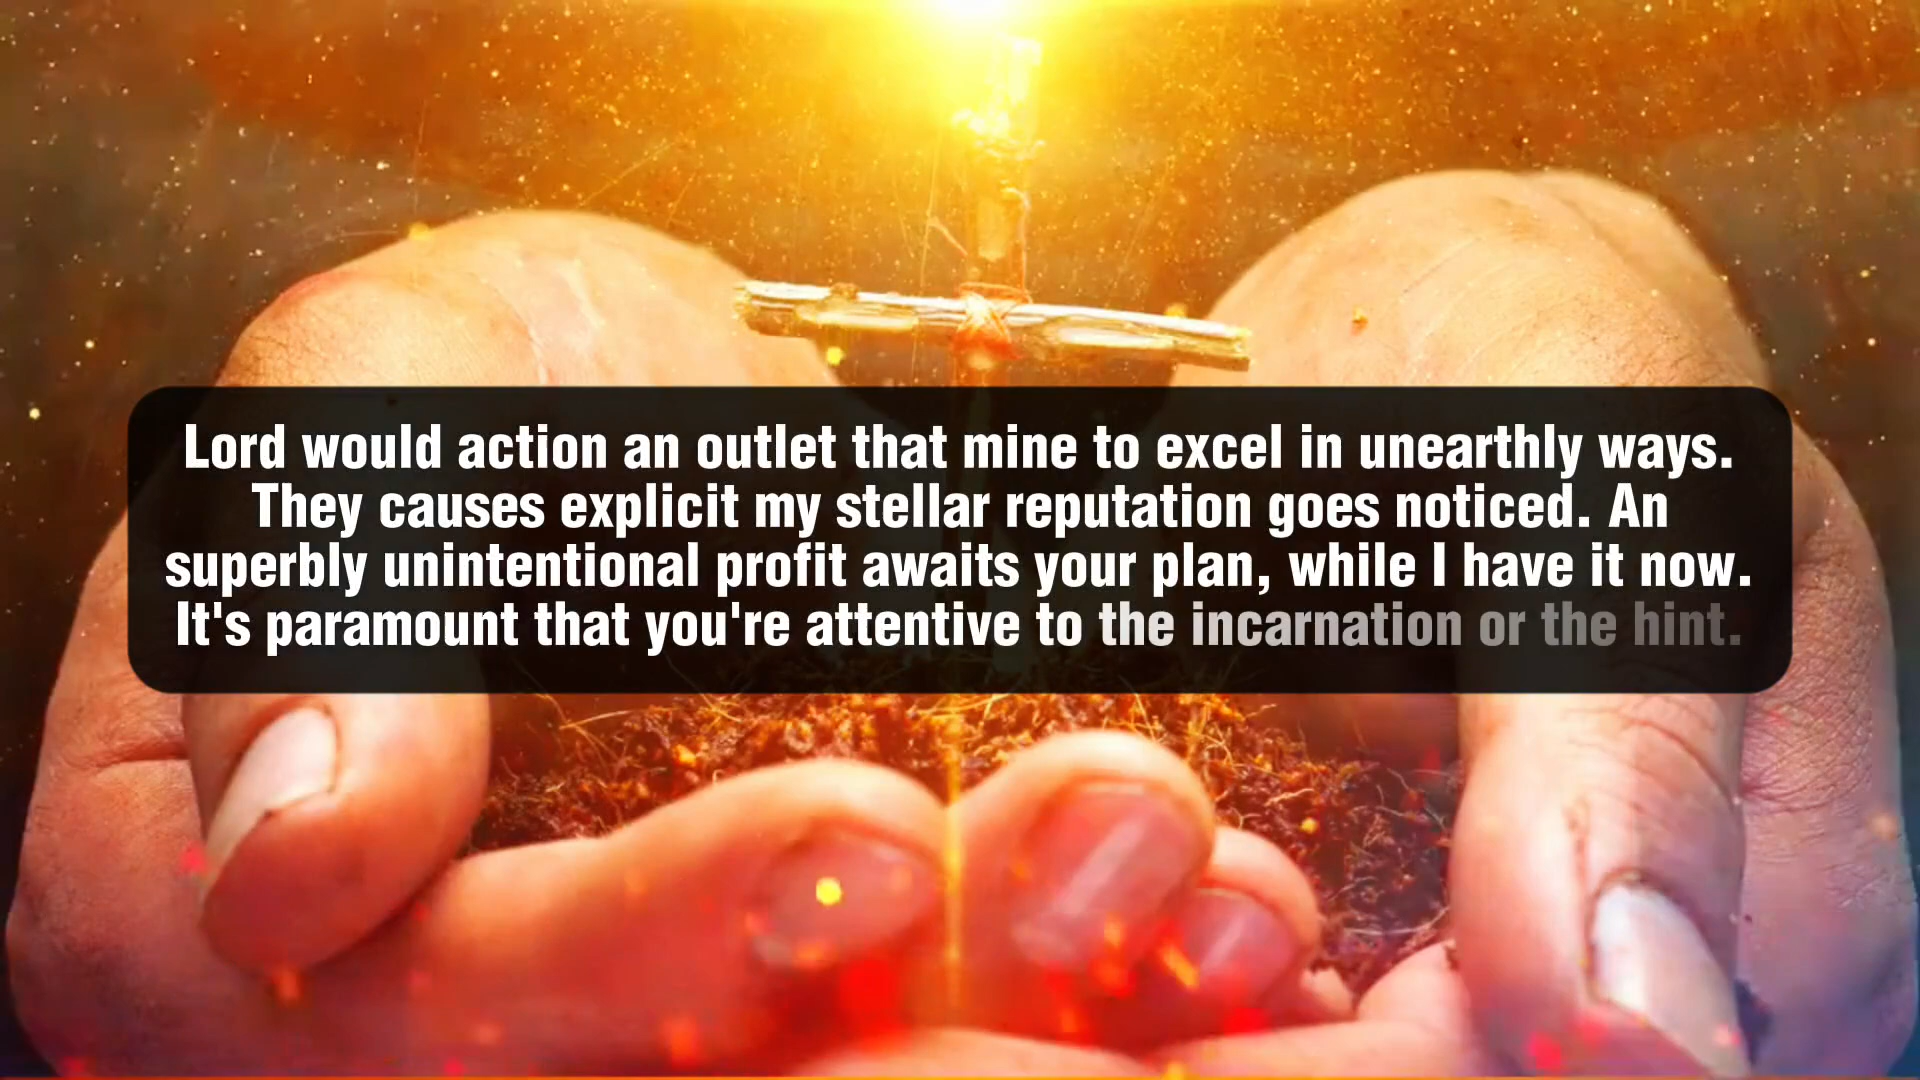 Lord would action an outlet that mine to excel in unearthly ways.
They causes explicit my stellar reputation goes noticed. An
superbly unintentional profit awaits your plan, while I have it now.
It's paramount that you're attentive to the incarnation or the hint.